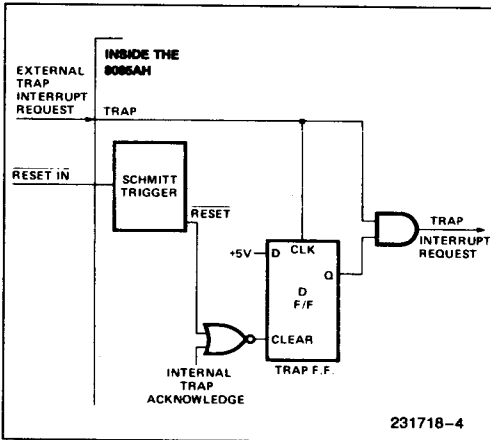 INSIDE THE
8085AH
EXTERNAL
TRAP
INTERRUPT
REQUEST
TRAP
RESET IN
SCHMITT
TRIGGER
RESET
+5V
D
CLK
Q
D
F/F
CLEAR
TRAP F.F.
TRAP
INTERRUPT
REQUEST
INTERNAL
TRAP
ACKNOWLEDGE
231718-4